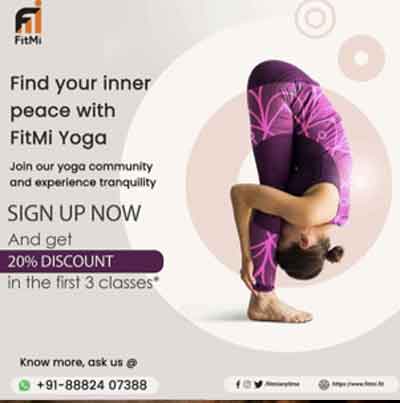 FitMi
Find your inner
peace with
FitMi Yoga
Join our yoga community
and experience tranquility
SIGN UP NOW
And get
20% DISCOUNT
in the first 3 classes*
Know more, ask us @
+91-88824 07388
/fitmianytime
https://www.fitmi.fit